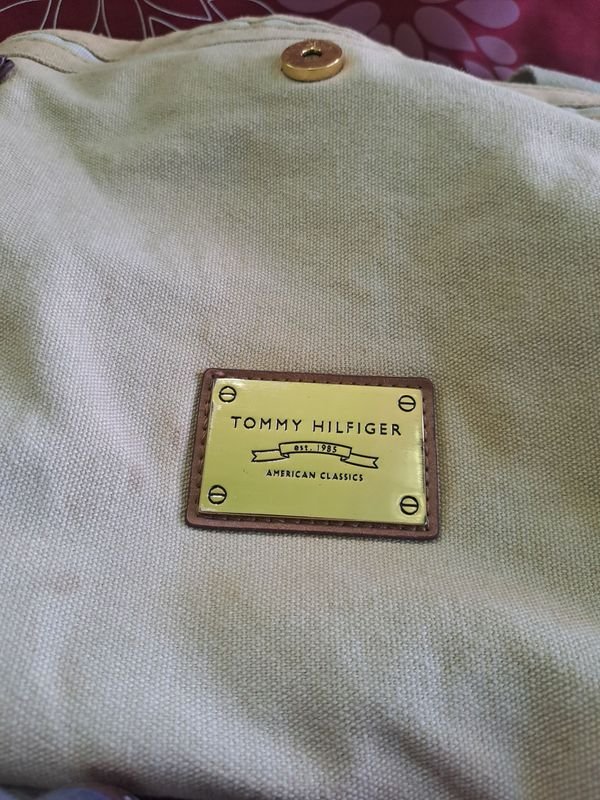 TOMMY HILFIGER
est. 1985
AMERICAN CLASSICS